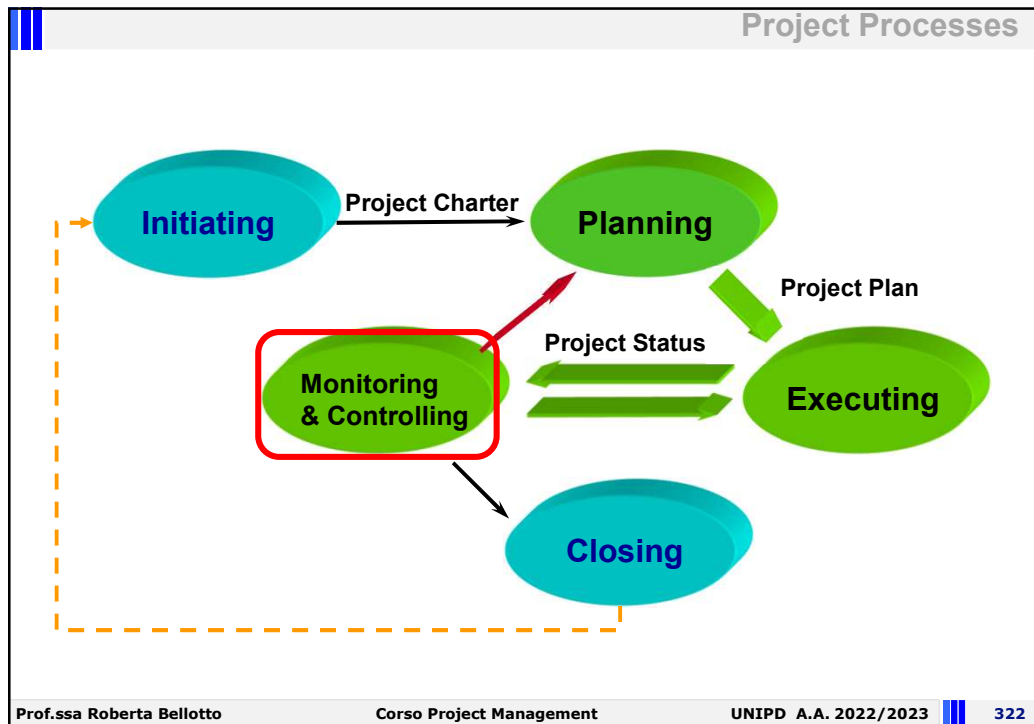 Project Processes
Project Charter
Initiating
Planning
Project Plan
Project Status
Monitoring
& Controlling
Executing
Closing
Prof.ssa Roberta Bellotto Corso Project Management UNIPD A.A. 2022/2023 322